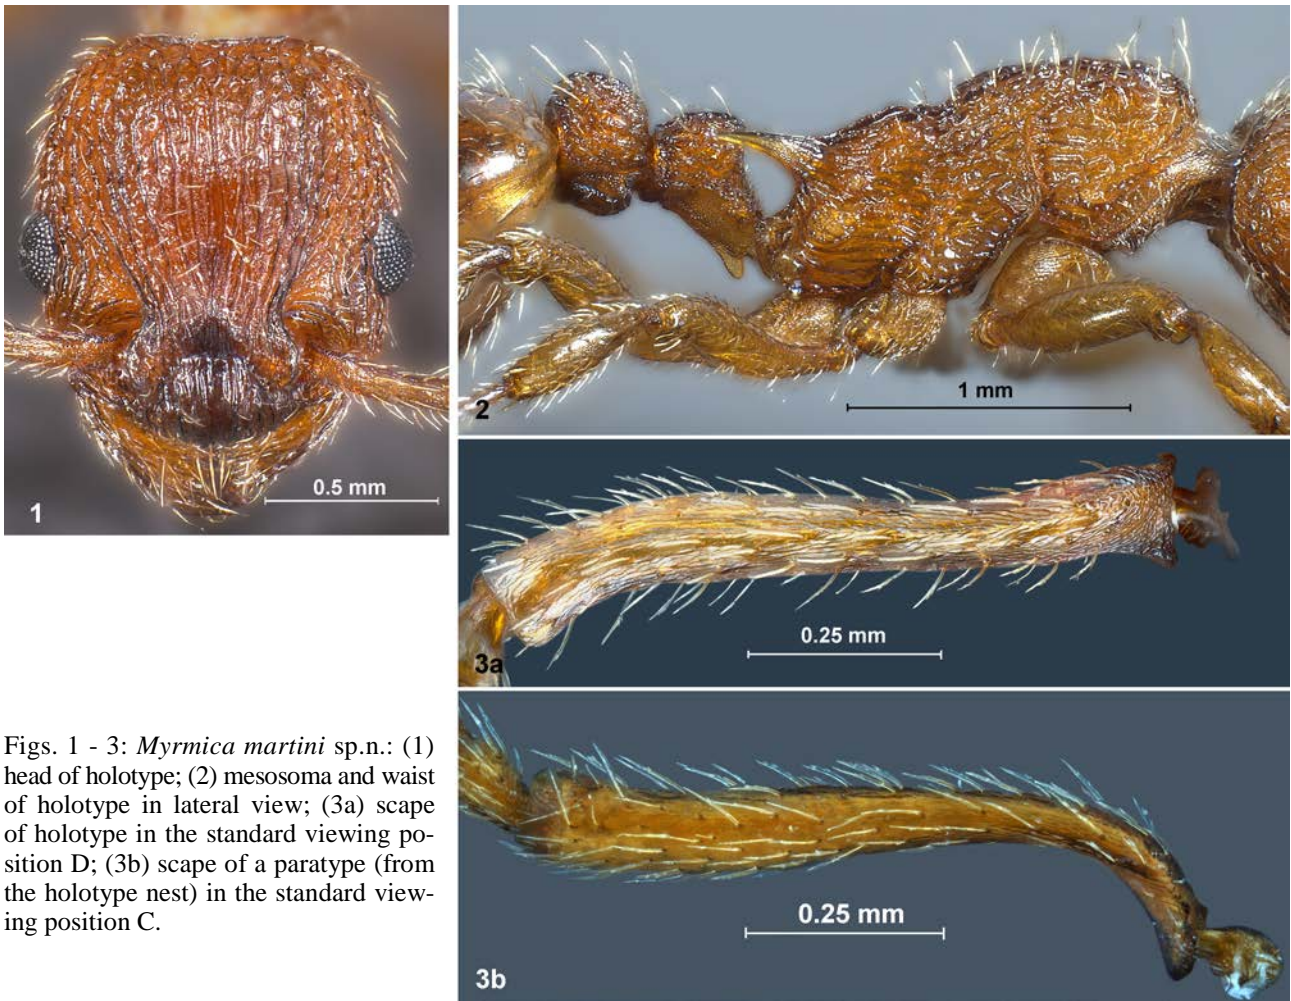 1
0.5 mm
2
1 mm
3a
0.25 mm
3b
0.25 mm
Figs. 1 - 3: Myrmica martini sp.n.: (1)
head of holotype; (2) mesosoma and waist
of holotype in lateral view; (3a) scape
of holotype in the standard viewing po-
sition D; (3b) scape of a paratype (from
the holotype nest) in the standard view-
ing position C.